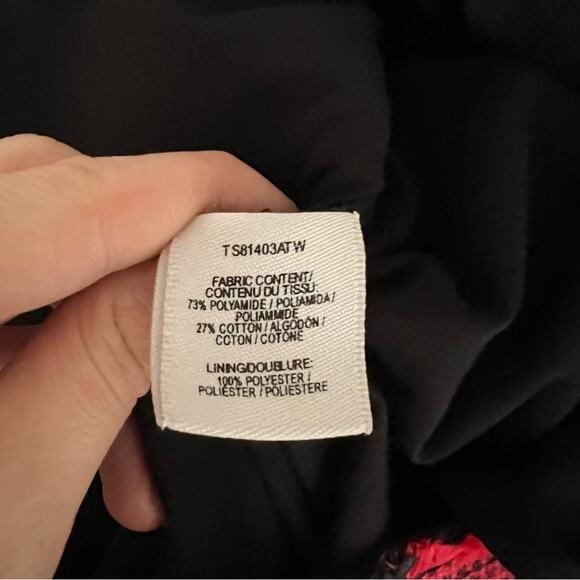 TS81403ATW
FABRIC CONTENT/
CONTENU DU TISSU:
73% POLYAMIDE / POLIAMIDA /
POLIAMMIDE
27% COTTON / ALGODÓN /
CCTON / COTONE
LINING/DOUBLURE:
100% POLYESTER /
POLIÉSTER / POLIESTERE